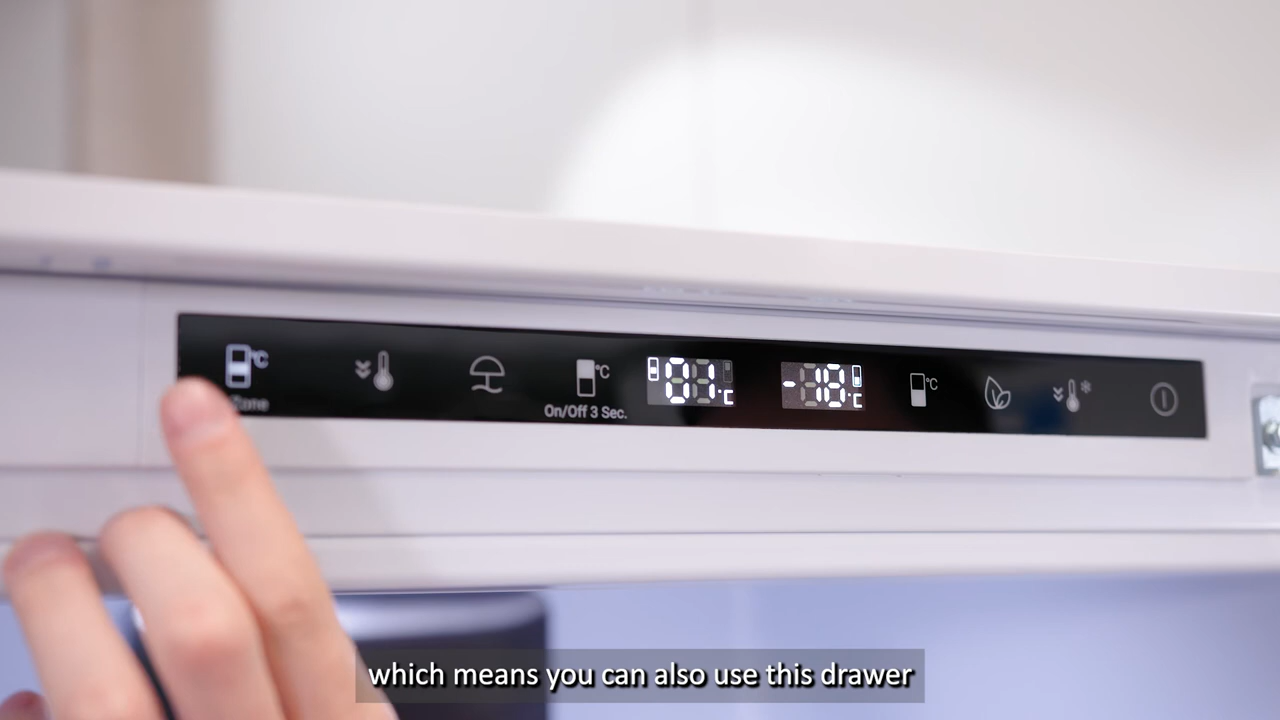 °C
°C
On/Off 3 Sec.
Zone
-18°C
°C
which means you can also use this drawer